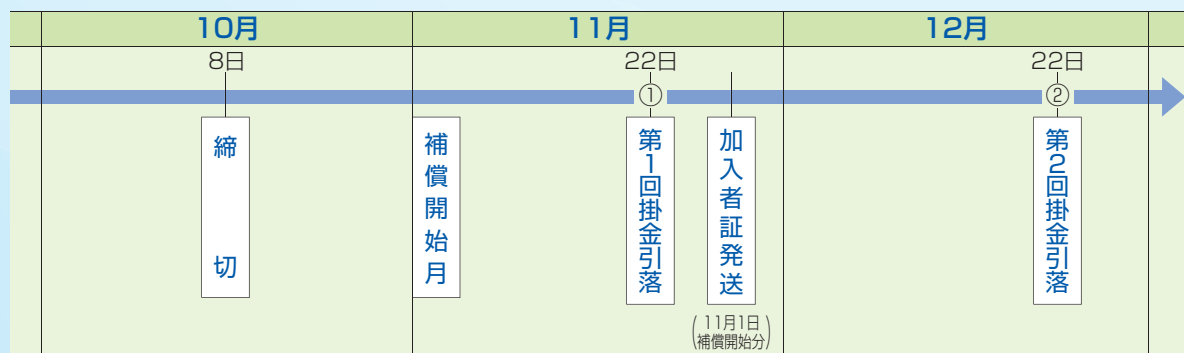 10月
11月
12月
8日
22日
22日
①
②
締切
補償開始月
第1回掛金引落
加入者証発送
第2回掛金引落
(11月1日
補償開始分)